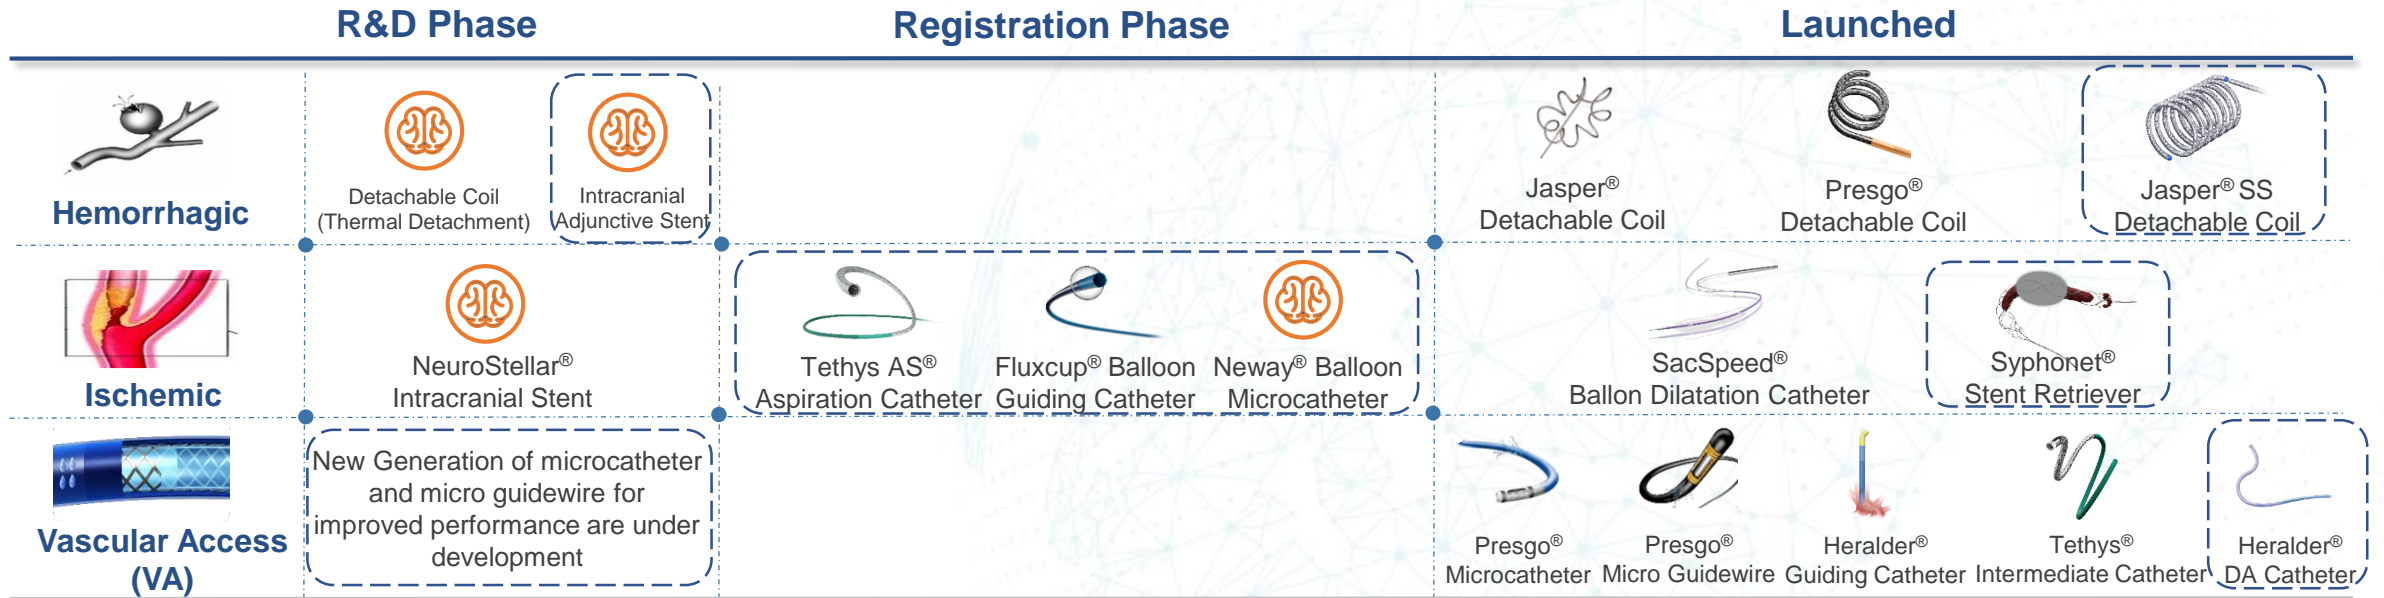 R&D Phase
Registration Phase
Launched
Hemorrhagic
Detachable Coil
(Thermal Detachment)
Intracranial
Adjunctive Stent
Jasper®
Detachable Coil
Presgo®
Detachable Coil
Jasper® SS
Detachable Coil
Ischemic
NeuroStellar®
Intracranial Stent
Tethys AS®
Aspiration Catheter
Fluxcup® Balloon
Guiding Catheter
Neway® Balloon
Microcatheter
SacSpeed®
Ballon Dilatation Catheter
Syphonet®
Stent Retriever
Vascular Access
(VA)
New Generation of microcatheter
and micro guidewire for
improved performance are under
development
Presgo®
Microcatheter
Presgo®
Micro Guidewire
Heralder®
Guiding Catheter
Tethys®
Intermediate Catheter
Heralder®
DA Catheter